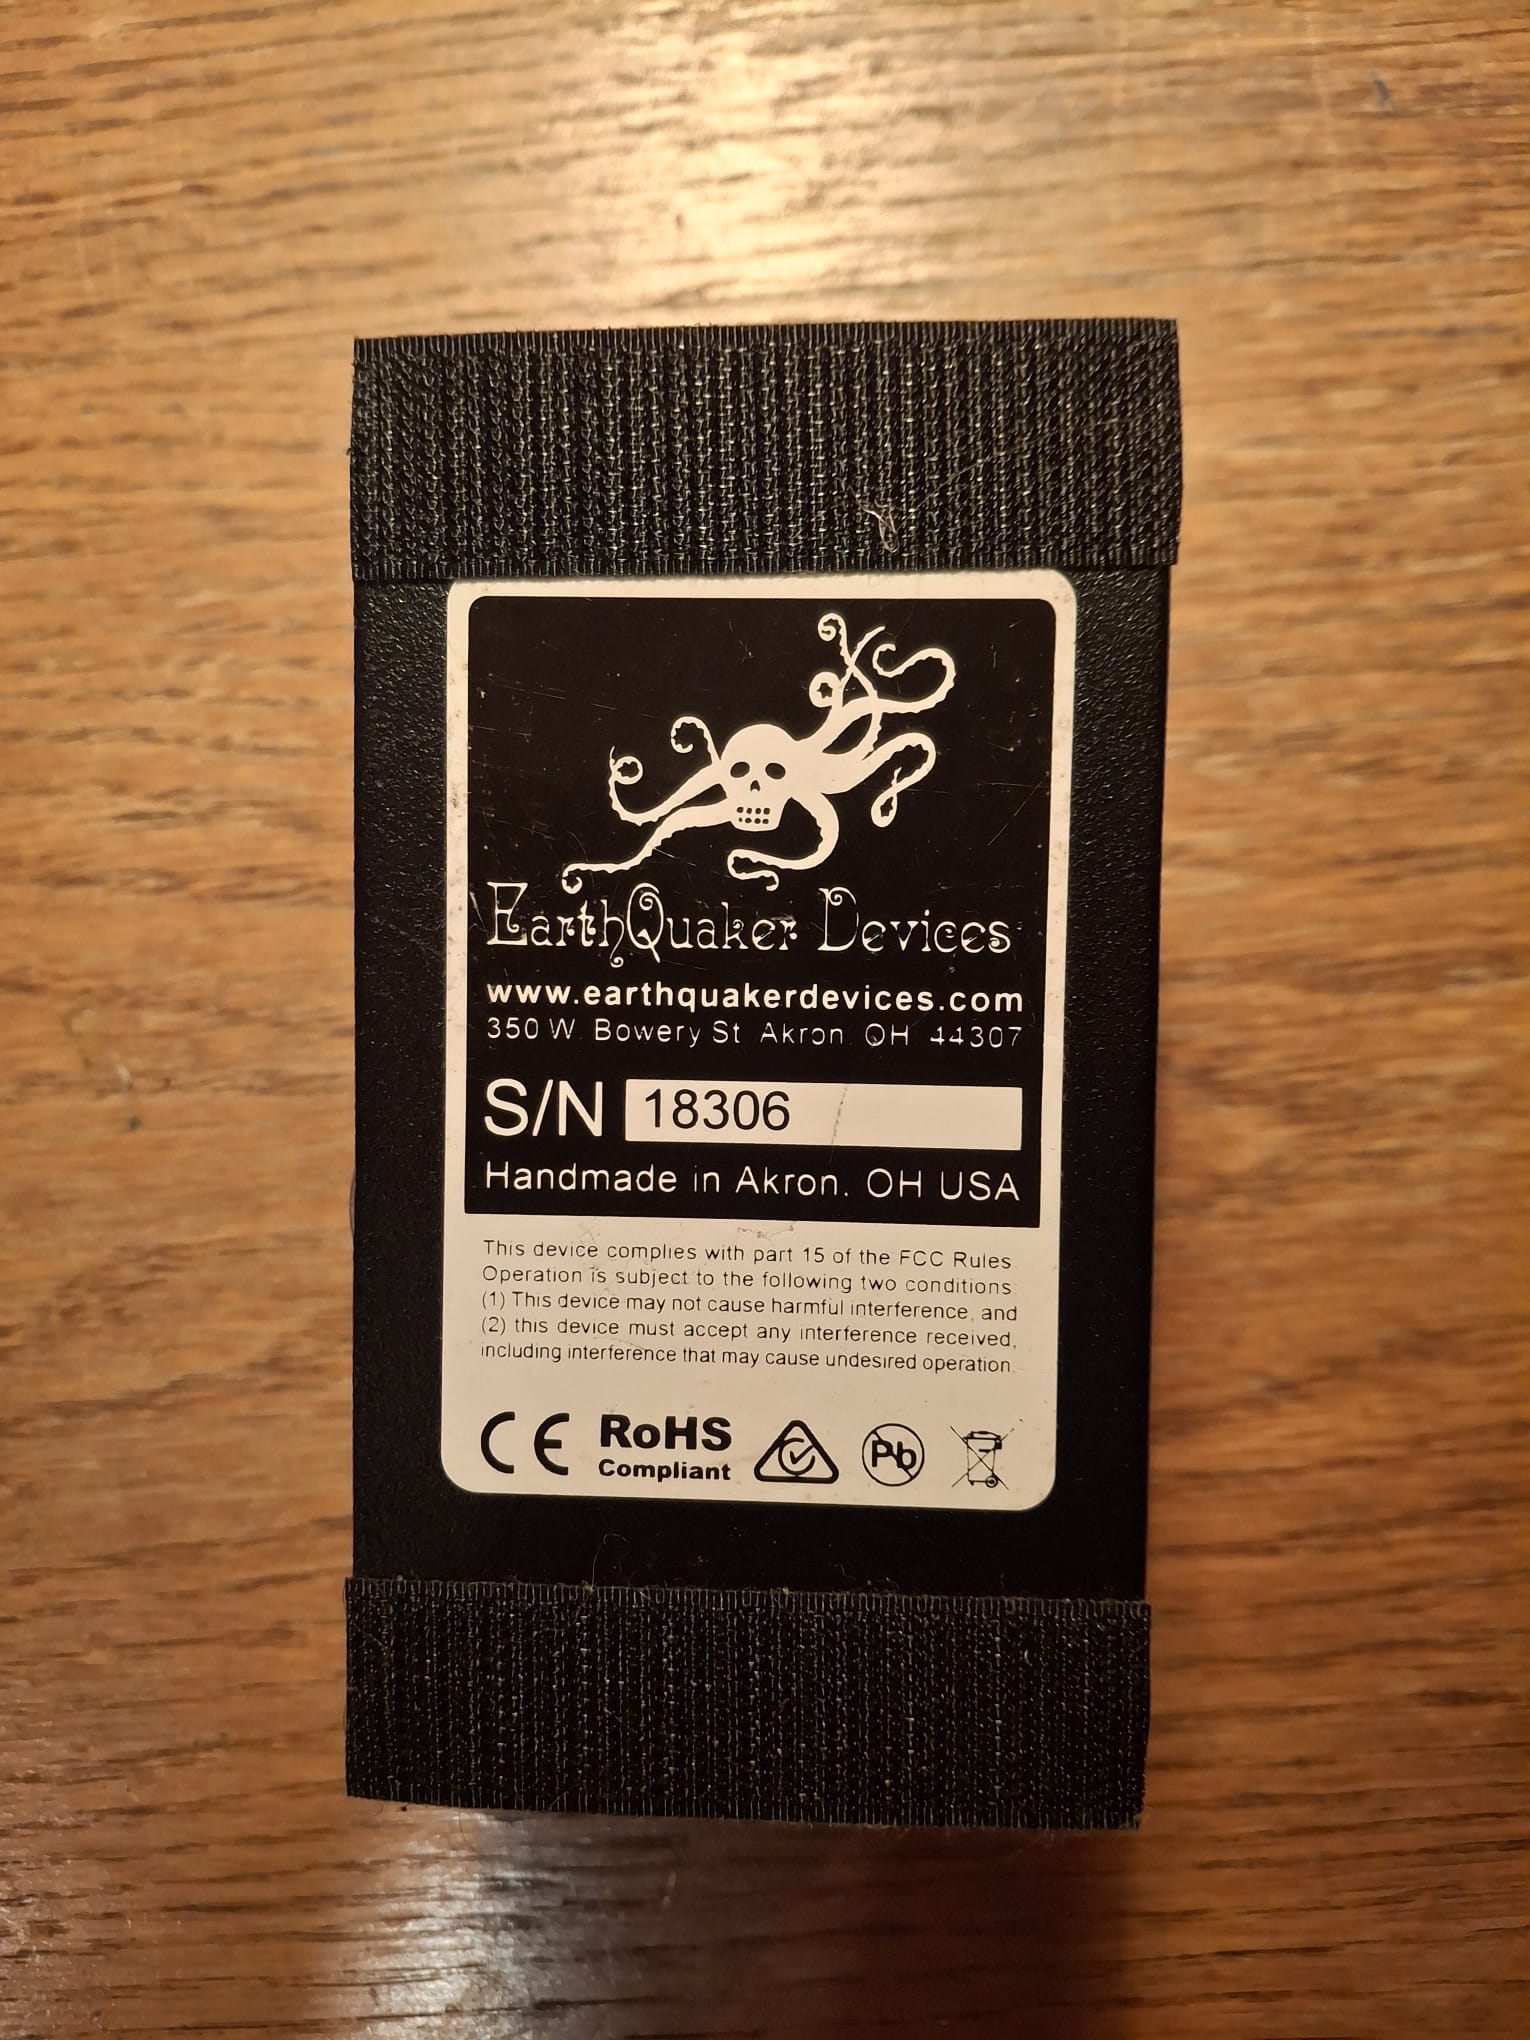 EarthQuaker Devices
www.earthquakerdevices.com
350 W. Bowery St Akron. OH 44307
S/N 18306
Handmade in Akron, OH USA
This device complies with part 15 of the FCC Rules.
Operation is subject to the following two conditions:
(1) This device may not cause harmful interference, and
(2) this device must accept any interference received,
including interference that may cause undesired operation.
CE RoHS Pb
Compliant